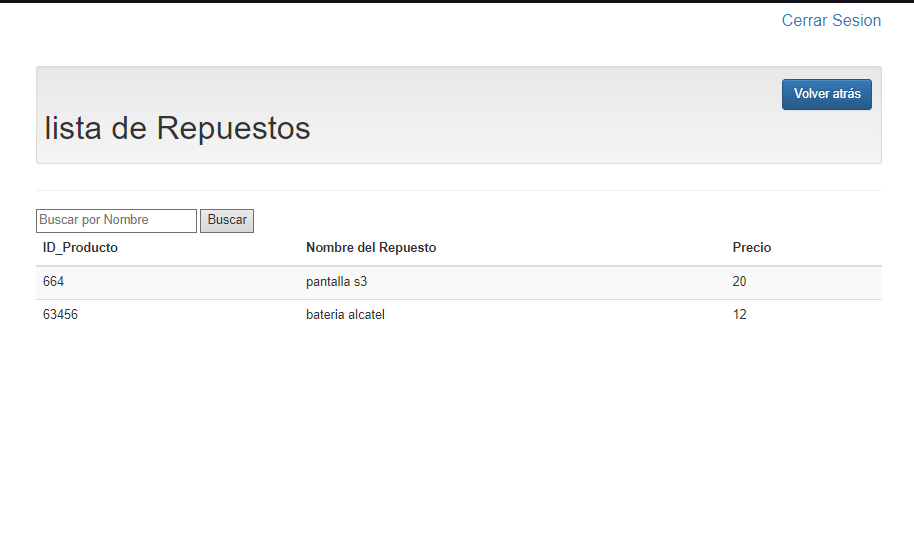 Cerrar Sesion
Volver atrás
lista de Repuestos
Buscar por Nombre Buscar
ID_Producto Nombre del Repuesto Precio
664 pantalla s3 20
63456 bateria alcatel 12